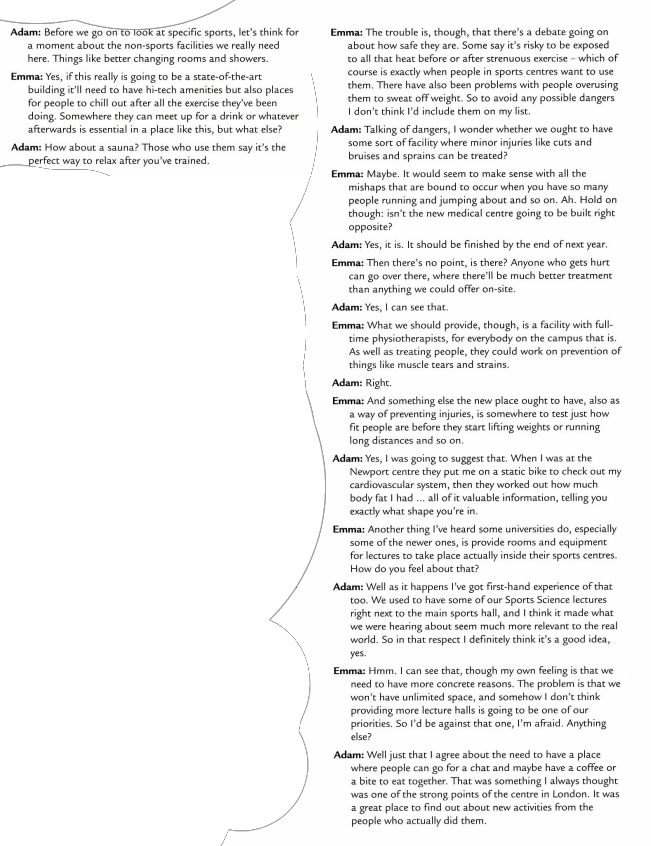 Adam: Before we go on to look at specific sports, let's think for
a moment about the non-sports facilities we really need
here. Things like better changing rooms and showers.
Emma: Yes, if this really is going to be a state-of-the-art
building it'll need to have hi-tech amenities but also places
for people to chill out after all the exercise they've been
doing. Somewhere they can meet up for a drink or whatever
afterwards is essential in a place like this, but what else?
Adam: How about a sauna? Those who use them say it's the
perfect way to relax after you've trained.
Emma: The trouble is, though, that there's a debate going on
about how safe they are. Some say it's risky to be exposed
to all that heat before or after strenuous exercise – which of
course is exactly when people in sports centres want to use
them. There have also been problems with people overusing
them to sweat off weight. So to avoid any possible dangers
I don't think I'd include them on my list.
Adam: Talking of dangers, I wonder whether we ought to have
some sort of facility where minor injuries like cuts and
bruises and sprains can be treated?
Emma: Maybe. It would seem to make sense with all the
mishaps that are bound to occur when you have so many
people running and jumping about and so on. Ah. Hold on
though: isn't the new medical centre going to be built right
opposite?
Adam: Yes, it is. It should be finished by the end of next year.
Emma: Then there's no point, is there? Anyone who gets hurt
can go over there, where there'll be much better treatment
than anything we could offer on-site.
Adam: Yes, I can see that.
Emma: What we should provide, though, is a facility with full-
time physiotherapists, for everybody on the campus that is.
As well as treating people, they could work on prevention of
things like muscle tears and strains.
Adam: Right.
Emma: And something else the new place ought to have, also as
a way of preventing injuries, is somewhere to test just how
fit people are before they start lifting weights or running
long distances and so on.
Adam: Yes, I was going to suggest that. When I was at the
Newport centre they put me on a static bike to check out my
cardiovascular system, then they worked out how much
body fat I had ... all of it valuable information, telling you
exactly what shape you're in.
Emma: Another thing I've heard some universities do, especially
some of the newer ones, is provide rooms and equipment
for lectures to take place actually inside their sports centres.
How do you feel about that?
Adam: Well as it happens I've got first-hand experience of that
too. We used to have some of our Sports Science lectures
right next to the main sports hall, and I think it made what
we were hearing about seem much more relevant to the real
world. So in that respect I definitely think it's a good idea,
yes.
Emma: Hmm. I can see that, though my own feeling is that we
need to have more concrete reasons. The problem is that we
won't have unlimited space, and somehow I don't think
providing more lecture halls is going to be one of our
priorities. So I'd be against that one, I'm afraid. Anything
else?
Adam: Well just that I agree about the need to have a place
where people can go for a chat and maybe have a coffee or
a bite to eat together. That was something I always thought
was one of the strong points of the centre in London. It was
a great place to find out about new activities from the
people who actually did them.